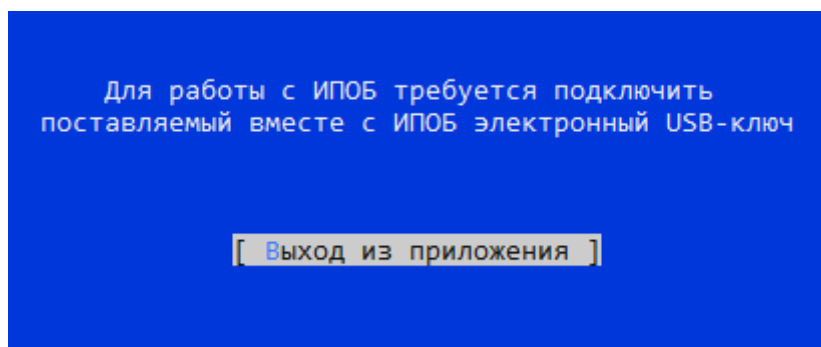 Для работы с ИПОБ требуется подключить
поставляемый вместе с ИПОБ электронный USB-ключ
[ Выход из приложения ]